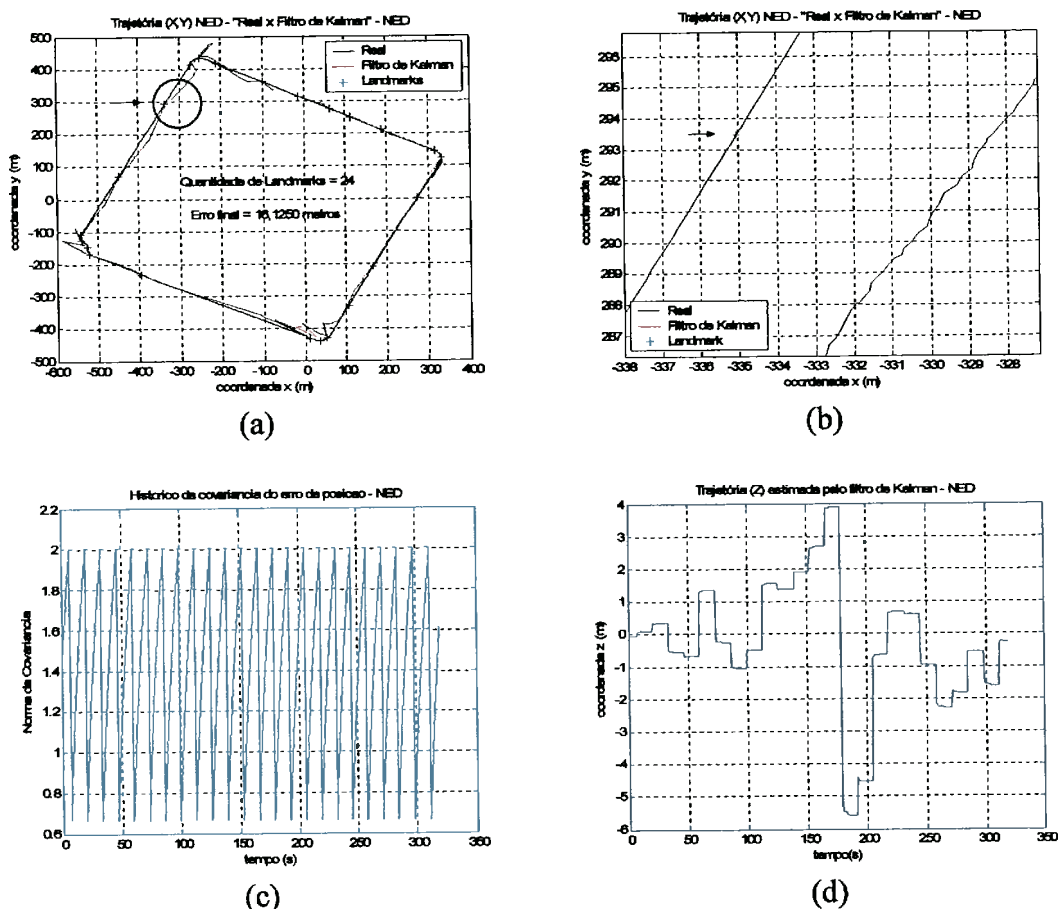 Trajetória (XY) NED - "Real x Filtro de Kalman" - NED
500
400
300
200
100
0
-100
-200
-300
-400
-500
coordenada y (m)
Real
Filtro de Kalman
Landmarks
Quantidade de Landmarks = 24
Erro final = 16,1250 metros
-600 -500 -400 -300 -200 -100 0 100 200 300 400
coordenada x (m)
(a)
Trajetória (XY) NED - "Real x Filtro de Kalman" - NED
296
295
294
293
292
291
290
289
288
287
coordenada y (m)
Real
Filtro de Kalman
Landmark
-338 -337 -336 -335 -334 -333 -332 -331 -330 -329 -328
coordenada x (m)
(b)
Historico da covariancia do erro da posicao - NED
2.2
2
1.8
1.6
1.4
1.2
1
0.8
0.6
Norma da Covariancia
0 50 100 150 200 250 300 350
tempo (s)
(c)
Trajetória (Z) estimada pelo filtro de Kalman - NED
4
3
2
1
0
-1
-2
-3
-4
-5
-6
coordenada z (m)
0 50 100 150 200 250 300 350
tempo(s)
(d)